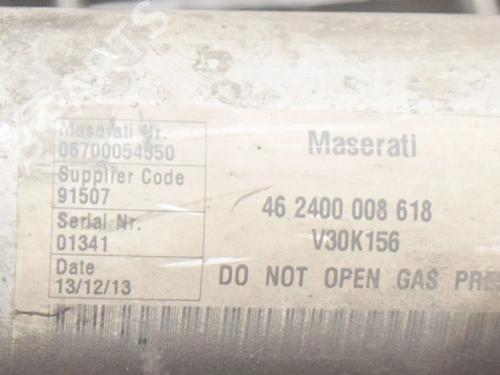 Maserati Nr.
06700054550
Supplier Code
91507
Serial Nr.
01341
Date
13/12/13
Maserati
46 2400 008 618
V30K156
DO NOT OPEN GAS PRE